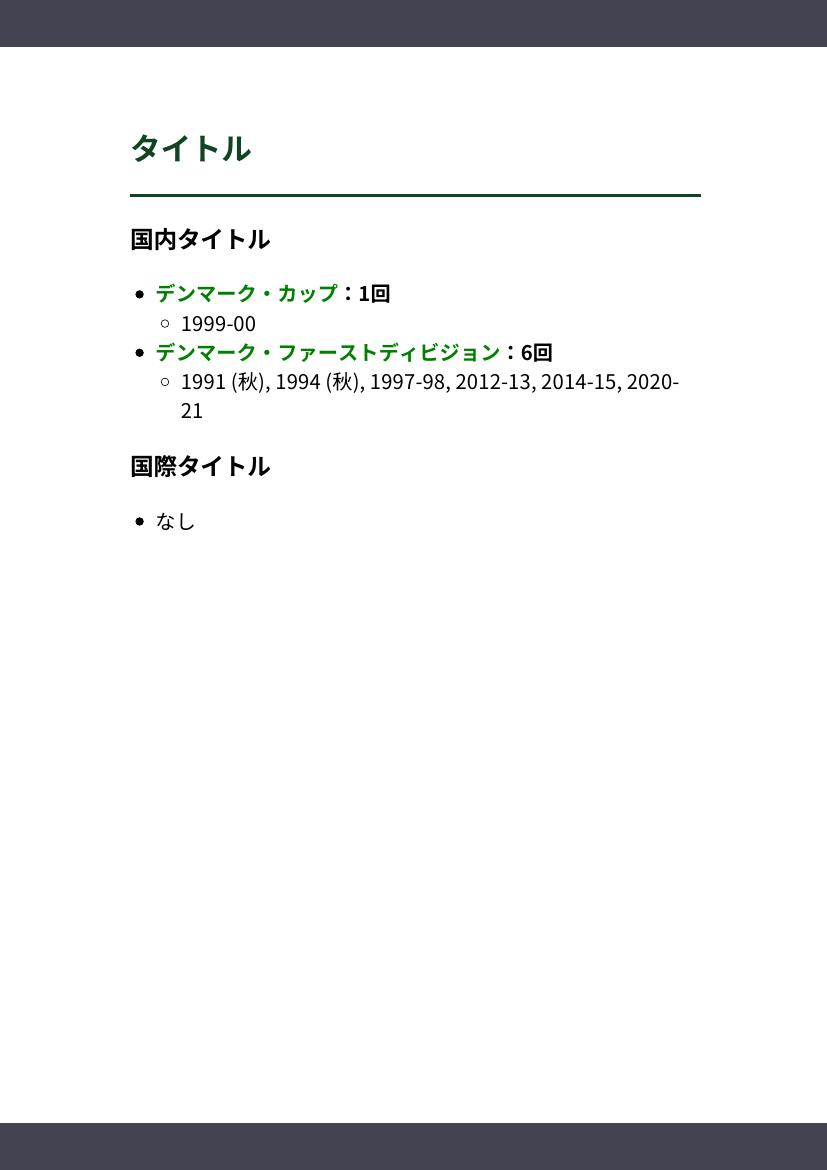 タイトル
国内タイトル
デンマーク・カップ：1回
1999-00
デンマーク・ファーストディビジョン：6回
1991 (秋), 1994 (秋), 1997-98, 2012-13, 2014-15, 2020-
21
国際タイトル
なし